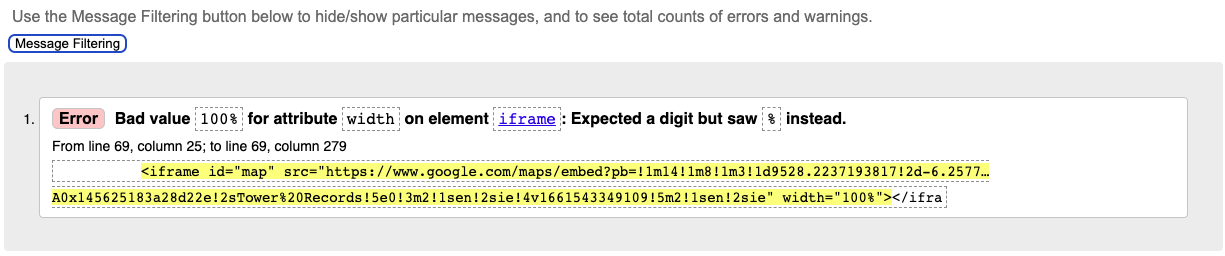 Use the Message Filtering button below to hide/show particular messages, and to see total counts of errors and warnings.
Message Filtering
1. Error Bad value 100% for attribute width on element iframe: Expected a digit but saw % instead.
From line 69, column 25; to line 69, column 279
<iframe id="map" src="https://www.google.com/maps/embed?pb=!1m14!1m8!1m3!1d9528.2237193817!2d-6.2577…
A0x145625183a28d22e!2sTower%20Records!5e0!3m2!1sen!2sie!4v1661543349109!5m2!1sen!2sie" width="100%"></ifra